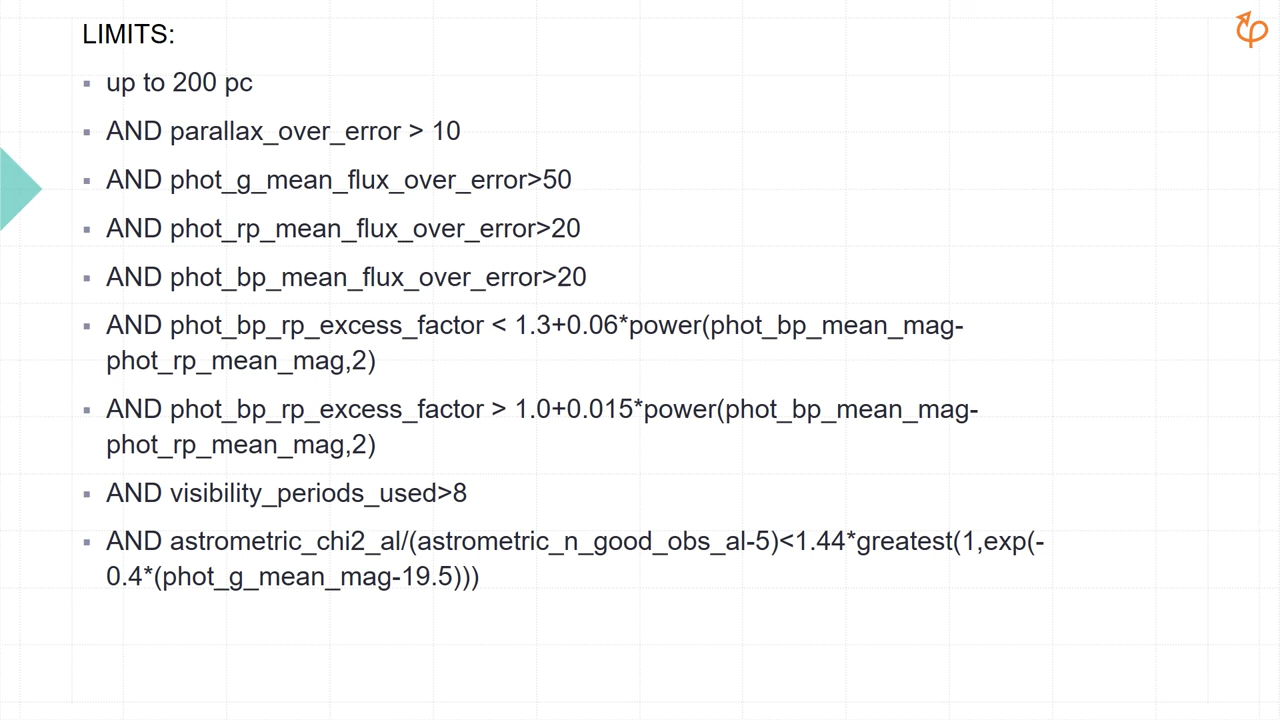 LIMITS:
▪ up to 200 pc
▪ AND parallax_over_error > 10
▪ AND phot_g_mean_flux_over_error>50
▪ AND phot_rp_mean_flux_over_error>20
▪ AND phot_bp_mean_flux_over_error>20
▪ AND phot_bp_rp_excess_factor < 1.3+0.06*power(phot_bp_mean_mag-
phot_rp_mean_mag,2)
▪ AND phot_bp_rp_excess_factor > 1.0+0.015*power(phot_bp_mean_mag-
phot_rp_mean_mag,2)
▪ AND visibility_periods_used>8
▪ AND astrometric_chi2_al/(astrometric_n_good_obs_al-5)<1.44*greatest(1,exp(-
0.4*(phot_g_mean_mag-19.5)))